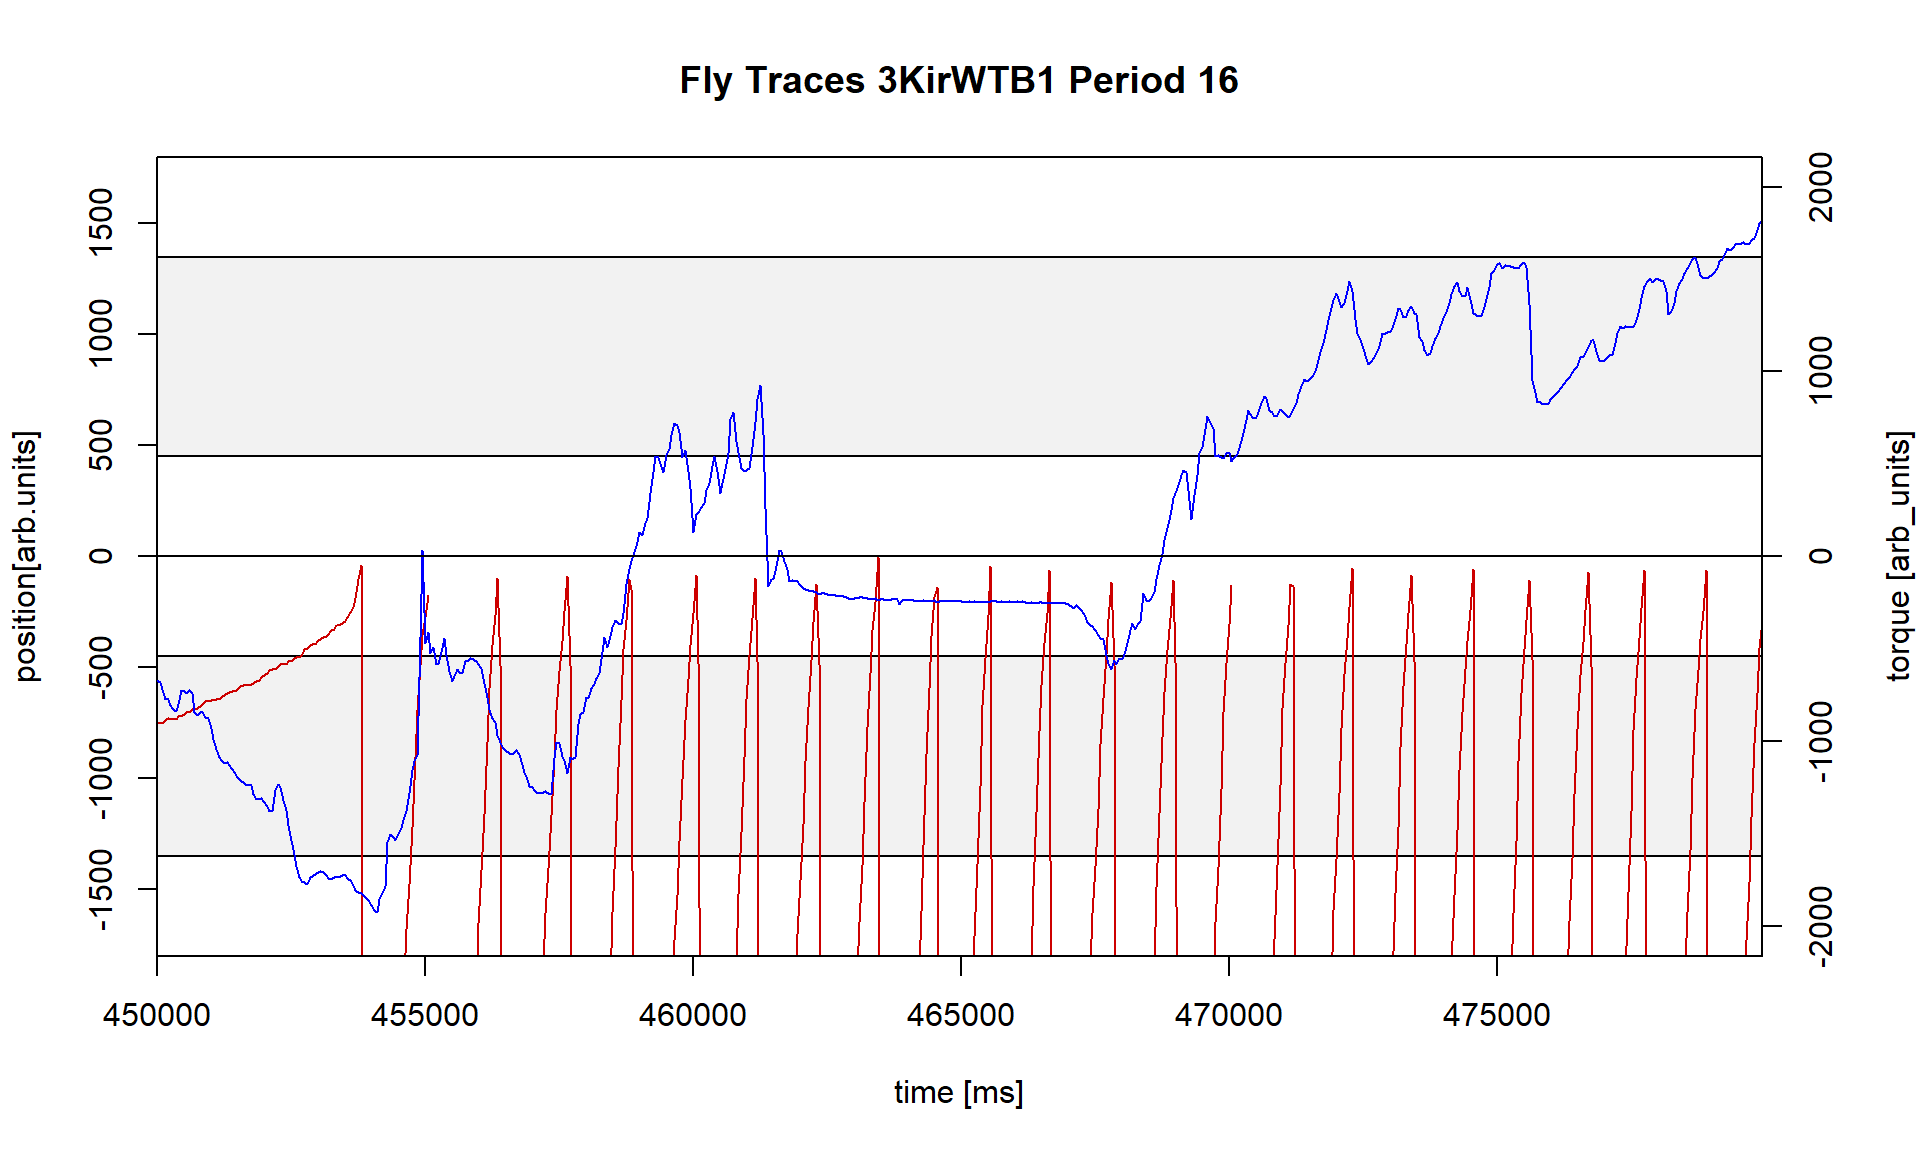 Fly Traces 3KirWTB1 Period 16
position[arb.units]
1500
1000
500
0
-500
-1000
-1500
2000
1000
0
-1000
-2000
torque [arb_units]
450000 455000 460000 465000 470000 475000
time [ms]